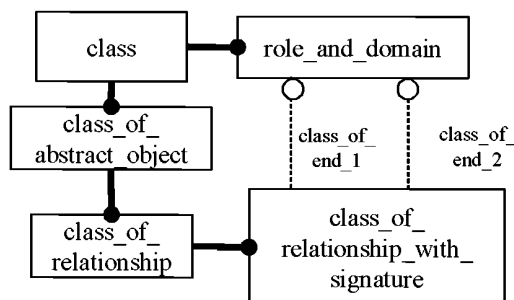 class
role_and_domain
class_of_
abstract_object
class_of_
end_1
class_of_
end_2
class_of_
relationship
class_of_
relationship_with_
signature